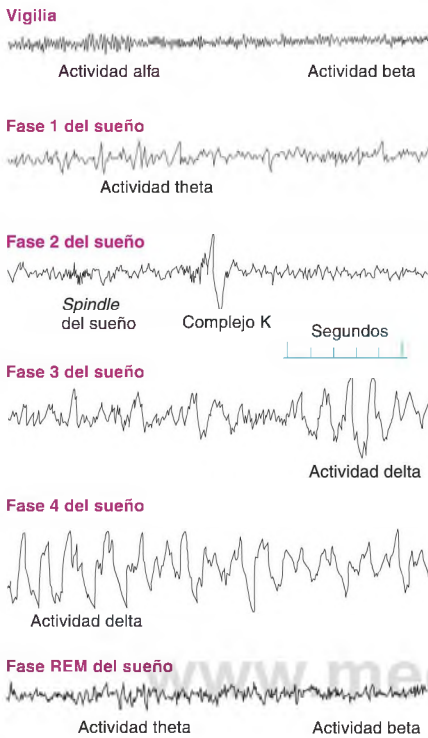 Vigilia
Actividad alfa Actividad beta
Fase 1 del sueño
Actividad theta
Fase 2 del sueño
Spindle
del sueño Complejo K
Segundos
Fase 3 del sueño
Actividad delta
Fase 4 del sueño
Actividad delta
Fase REM del sueño
Actividad theta Actividad beta